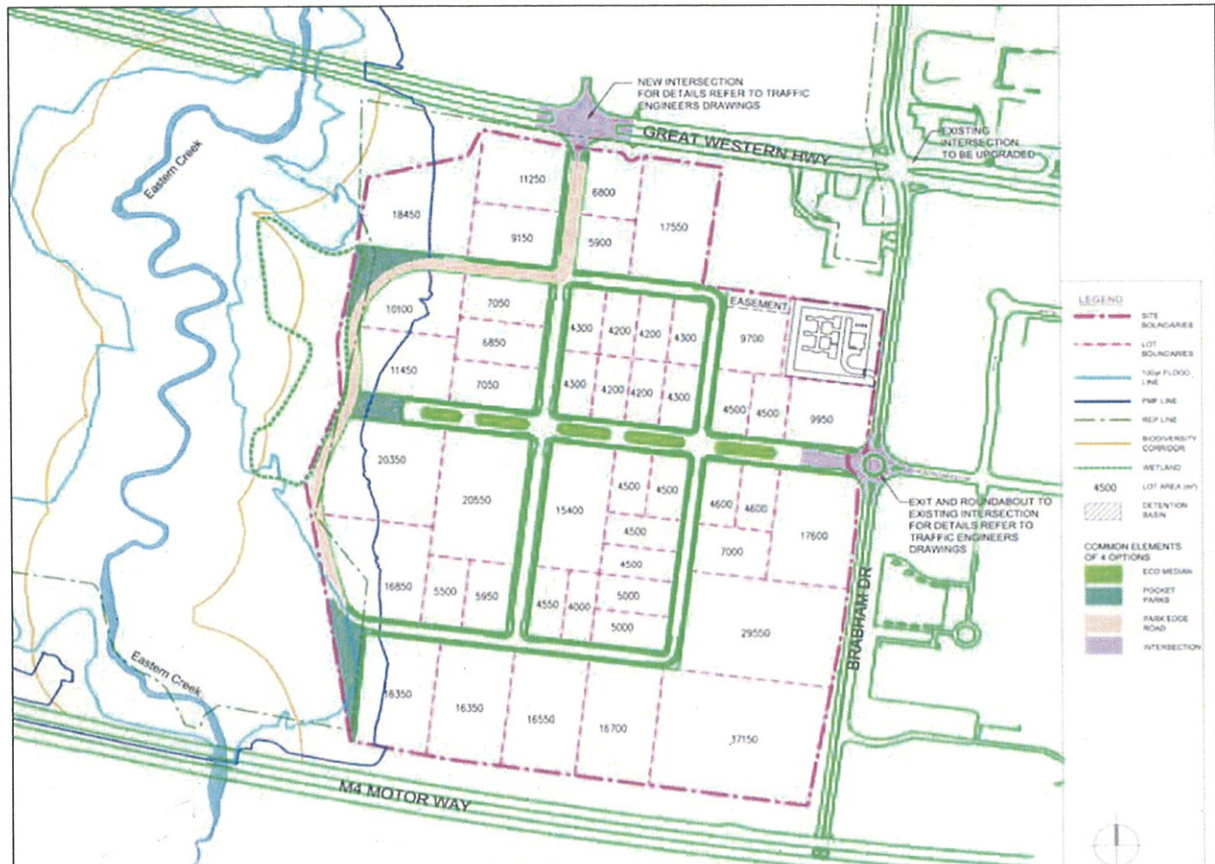 NEW INTERSECTION
FOR DETAILS REFER TO TRAFFIC
ENGINEERS DRAWINGS
GREAT WESTERN HWY
EXISTING
INTERSECTION
TO BE UPGRADED
Eastern Creek
11250
6800
18450
17550
9150
5900
10100
7050
EASEMENT
4300
4200
4200
4300
9700
6850
11450
7050
4300
4200
4200
4300
4500
4500
9950
20350
20550
15400
4500
4500
4600
4600
17600
EXIT AND ROUNDABOUT TO
EXISTING INTERSECTION
FOR DETAILS REFER TO
TRAFFIC ENGINEERS
DRAWINGS
4500
7000
4500
16850
5500
5950
4550
4000
5000
5000
29550
BRABHAM DR
Eastern Creek
16350
16350
16550
16700
37150
M4 MOTOR WAY
LEGEND
SITE
BOUNDARIES
LOT
BOUNDARIES
100yr FLOOD
LINE
PMF LINE
REP LINE
BIODIVERSITY
CORRIDOR
WETLAND
4500 LOT AREA (m²)
DETENTION
BASIN
COMMON ELEMENTS
OF 4 OPTIONS
ECO MEDIAN
POCKET
PARKS
PARK EDGE
ROAD
INTERSECTION